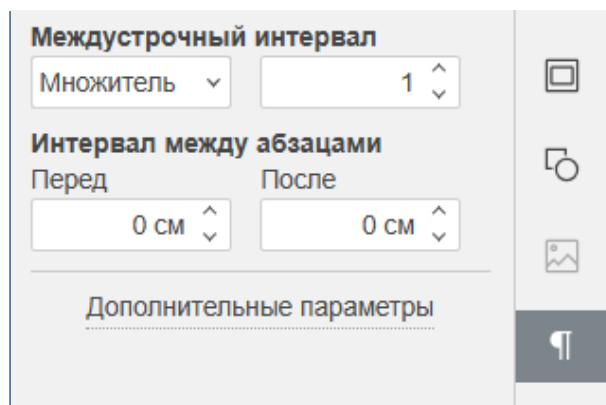 Междустрочный интервал
Множитель 1
Интервал между абзацами
Перед После
0 см 0 см
Дополнительные параметры
¶